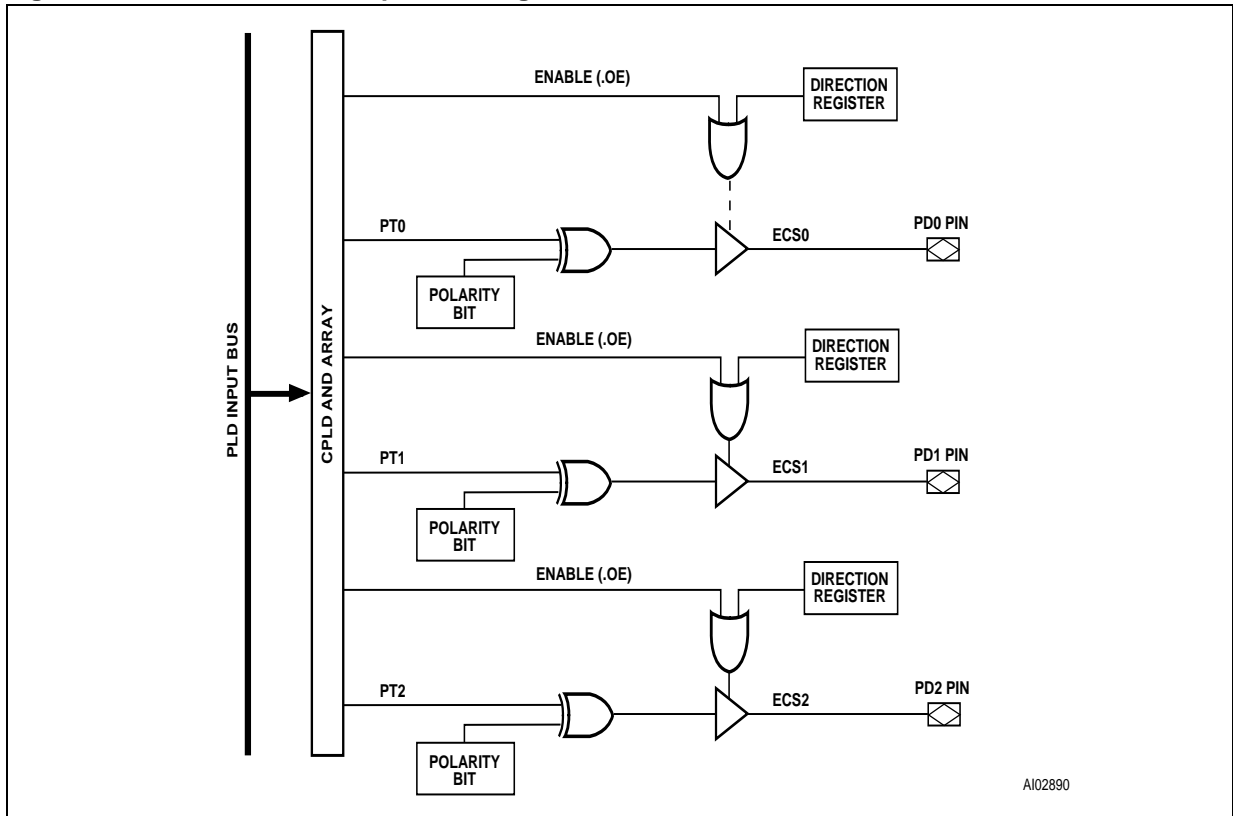 ENABLE (.OE)
DIRECTION
REGISTER
PT0
ECS0
PD0 PIN
POLARITY
BIT
PLD INPUT BUS
CPLD AND ARRAY
ENABLE (.OE)
DIRECTION
REGISTER
PT1
ECS1
PD1 PIN
POLARITY
BIT
ENABLE (.OE)
DIRECTION
REGISTER
PT2
ECS2
PD2 PIN
POLARITY
BIT
AI02890